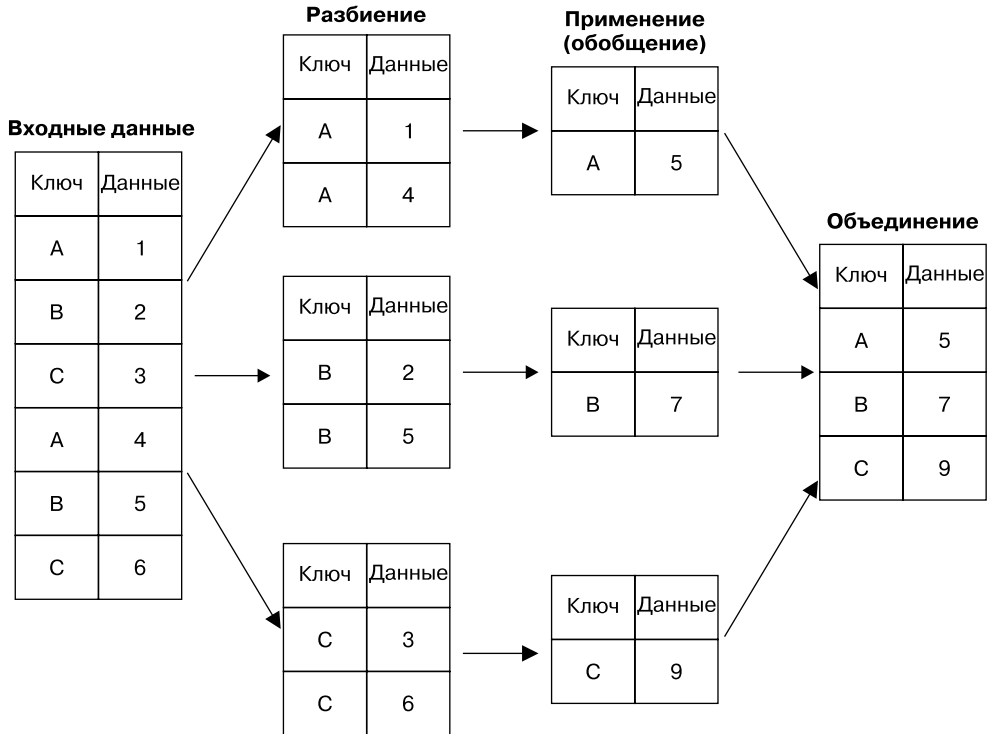 Входные данные
Ключ Данные
A 1
B 2
C 3
A 4
B 5
C 6
Разбиение
Ключ Данные
A 1
A 4
Ключ Данные
B 2
B 5
Ключ Данные
C 3
C 6
Применение
(обобщение)
Ключ Данные
A 5
Ключ Данные
B 7
Ключ Данные
C 9
Объединение
Ключ Данные
A 5
B 7
C 9